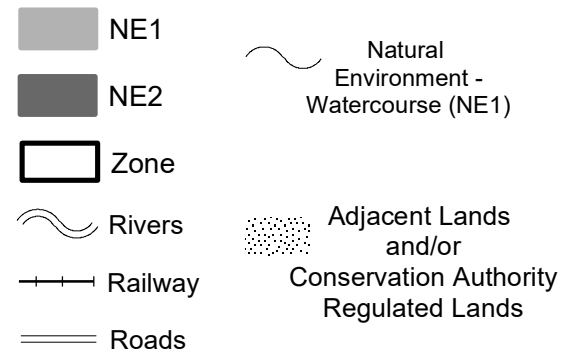 NE1
NE2
Zone
Rivers
Railway
Roads
Natural
Environment -
Watercourse (NE1)
Adjacent Lands
and/or
Conservation Authority
Regulated Lands